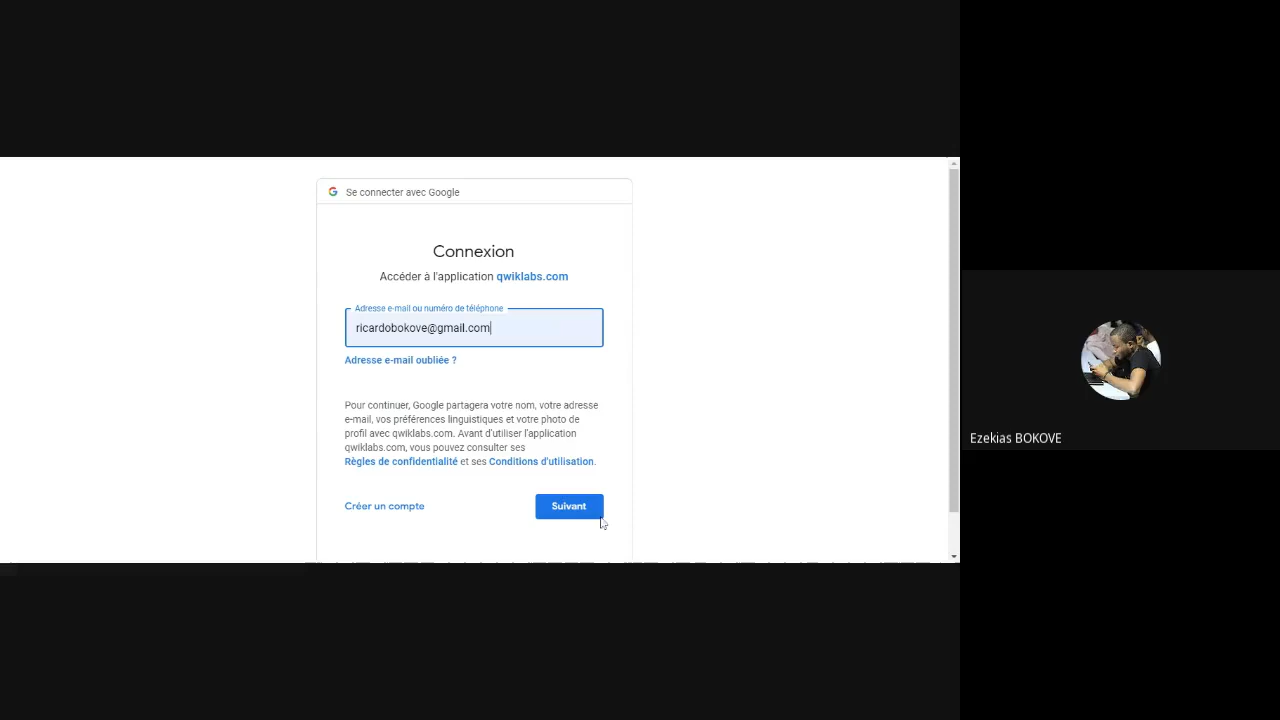 Se connecter avec Google
Connexion
Accéder à l'application qwiklabs.com
Adresse e-mail ou numéro de téléphone
ricardobokove@gmail.com
Adresse e-mail oubliée ?
Pour continuer, Google partagera votre nom, votre adresse
e-mail, vos préférences linguistiques et votre photo de
profil avec qwiklabs.com. Avant d'utiliser l'application
qwiklabs.com, vous pouvez consulter ses
Règles de confidentialité et ses Conditions d'utilisation.
Créer un compte
Suivant
Ezekias BOKOVE